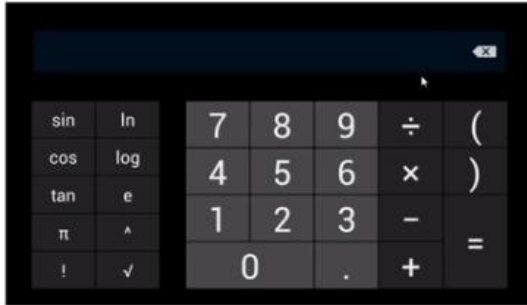 sin ln 7 8 9 ÷ (
cos log 4 5 6 × )
tan e 1 2 3 − =
π ^ 0 . +
! √